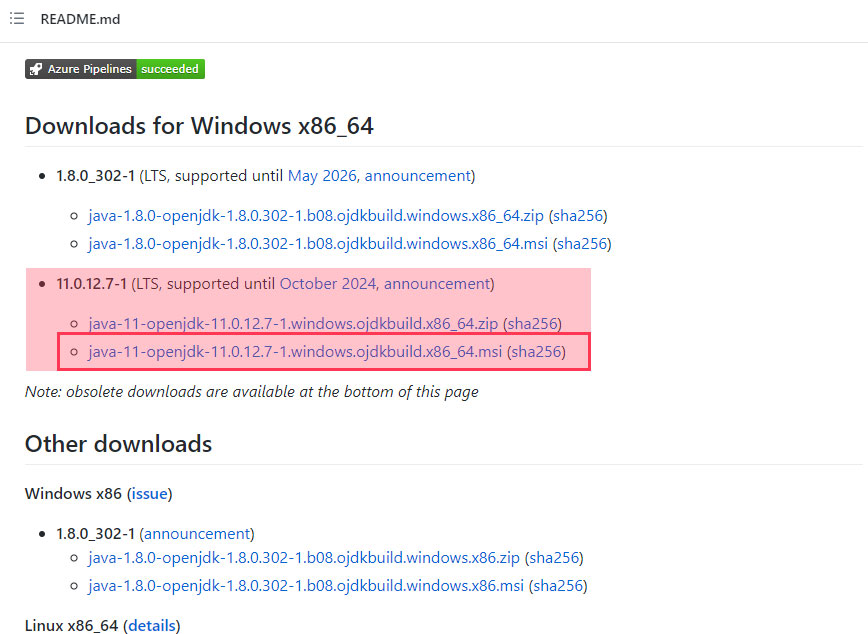 README.md
Azure Pipelines succeeded
Downloads for Windows x86_64
1.8.0_302-1 (LTS, supported until May 2026, announcement)
java-1.8.0-openjdk-1.8.0.302-1.b08.ojdkbuild.windows.x86_64.zip (sha256)
java-1.8.0-openjdk-1.8.0.302-1.b08.ojdkbuild.windows.x86_64.msi (sha256)
11.0.12.7-1 (LTS, supported until October 2024, announcement)
java-11-openjdk-11.0.12.7-1.windows.ojdkbuild.x86_64.zip (sha256)
java-11-openjdk-11.0.12.7-1.windows.ojdkbuild.x86_64.msi (sha256)
Note: obsolete downloads are available at the bottom of this page
Other downloads
Windows x86 (issue)
1.8.0_302-1 (announcement)
java-1.8.0-openjdk-1.8.0.302-1.b08.ojdkbuild.windows.x86.zip (sha256)
java-1.8.0-openjdk-1.8.0.302-1.b08.ojdkbuild.windows.x86.msi (sha256)
Linux x86_64 (details)